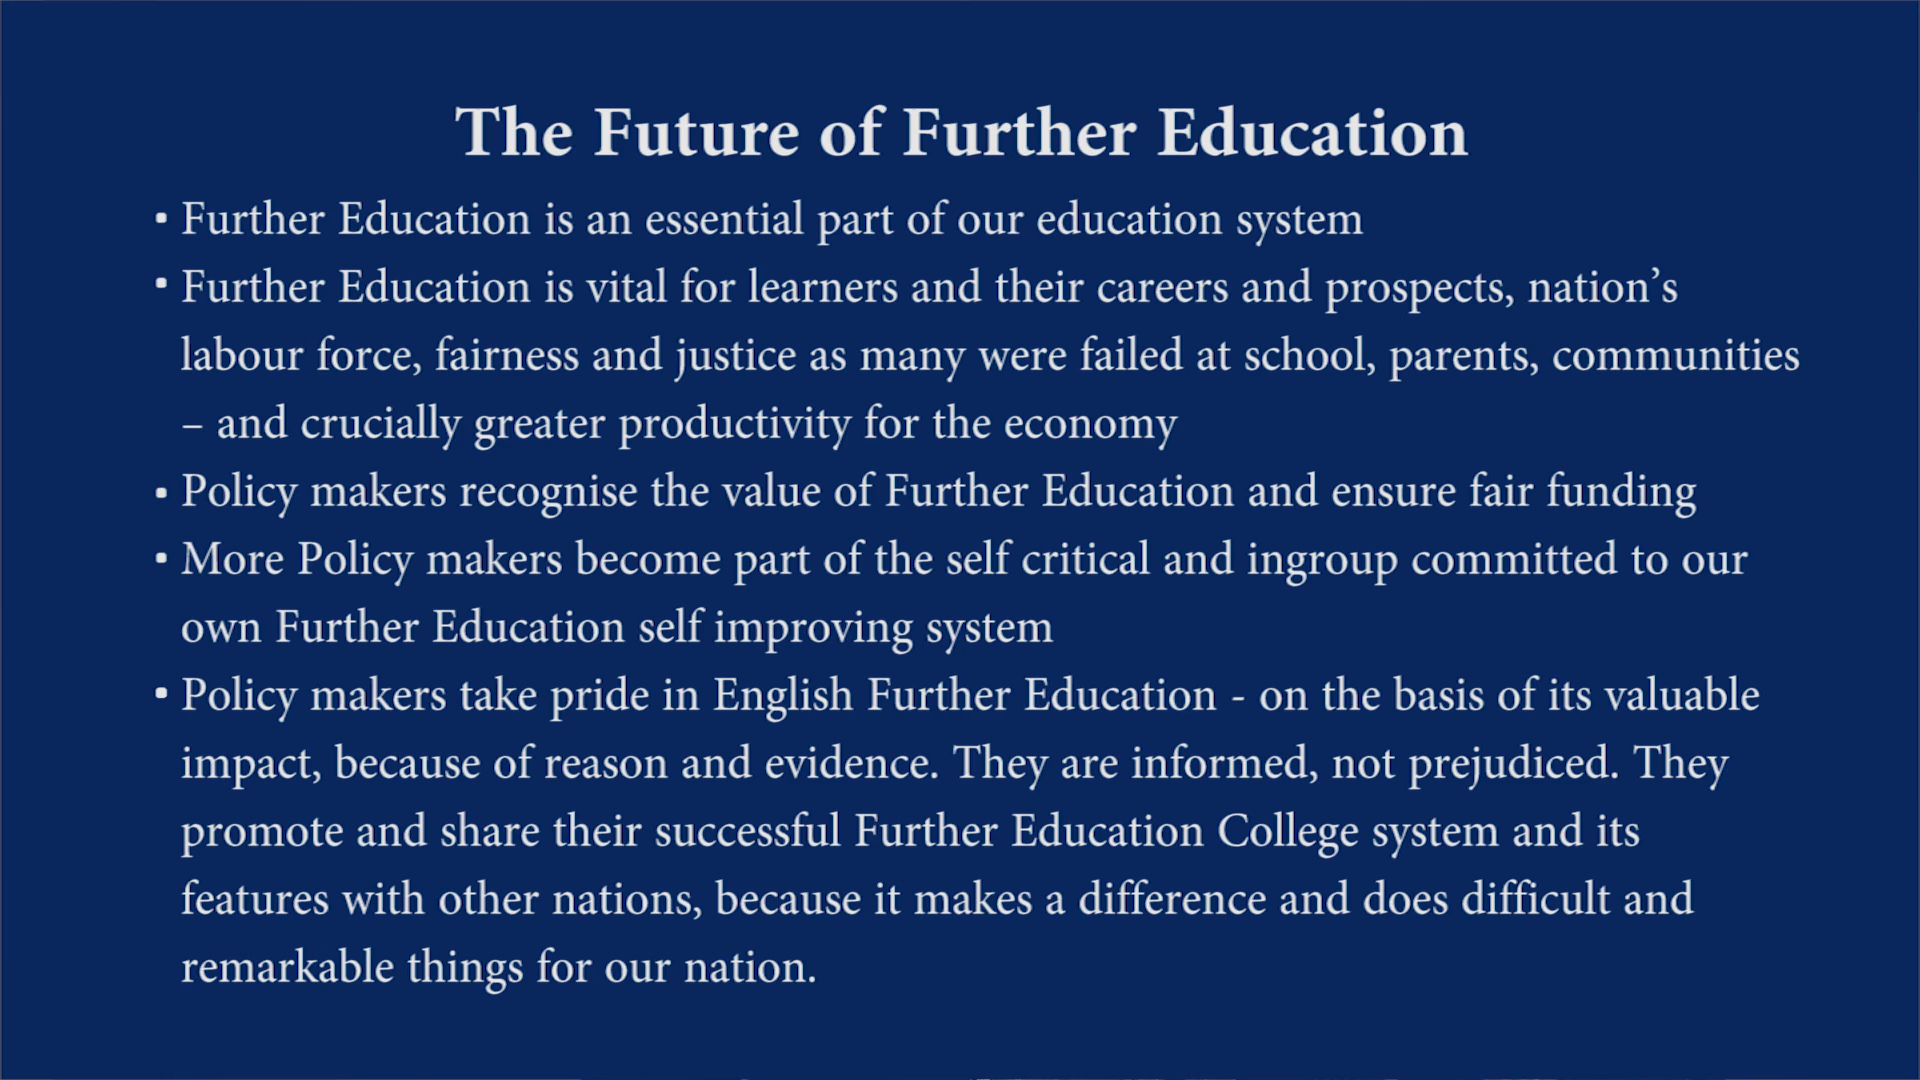 The Future of Further Education
• Further Education is an essential part of our education system
• Further Education is vital for learners and their careers and prospects, nation’s
labour force, fairness and justice as many were failed at school, parents, communities
– and crucially greater productivity for the economy
• Policy makers recognise the value of Further Education and ensure fair funding
• More Policy makers become part of the self critical and ingroup committed to our
own Further Education self improving system
• Policy makers take pride in English Further Education - on the basis of its valuable
impact, because of reason and evidence. They are informed, not prejudiced. They
promote and share their successful Further Education College system and its
features with other nations, because it makes a difference and does difficult and
remarkable things for our nation.